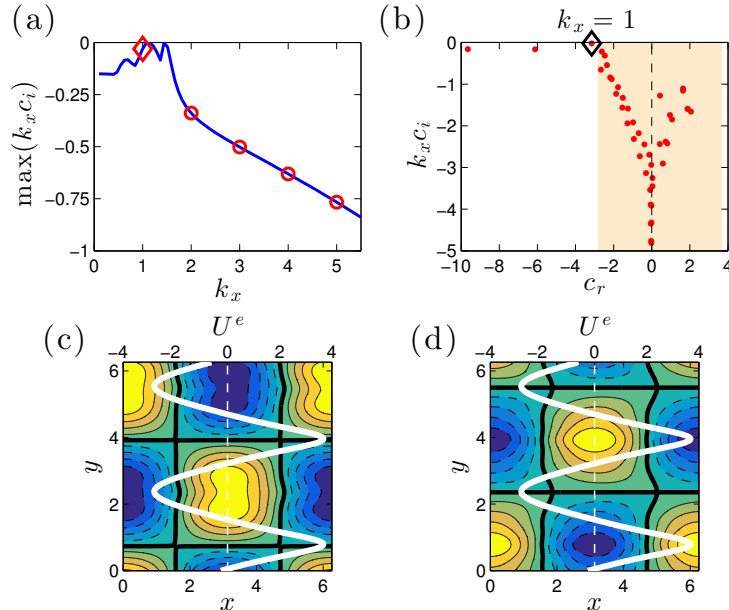 (a)
0
−0.25
−0.5
−0.75
−1
max(k_x c_i)
0 1 2 3 4 5
k_x
(b)
k_x = 1
0
−1
−2
−3
−4
−5
k_x c_i
−10 −8 −6 −4 −2 0 2 4
c_r
(c)
U^e
−4 −2 0 2 4
6
4
2
0
y
0 2 4 6
x
(d)
U^e
−4 −2 0 2 4
6
4
2
0
y
0 2 4 6
x